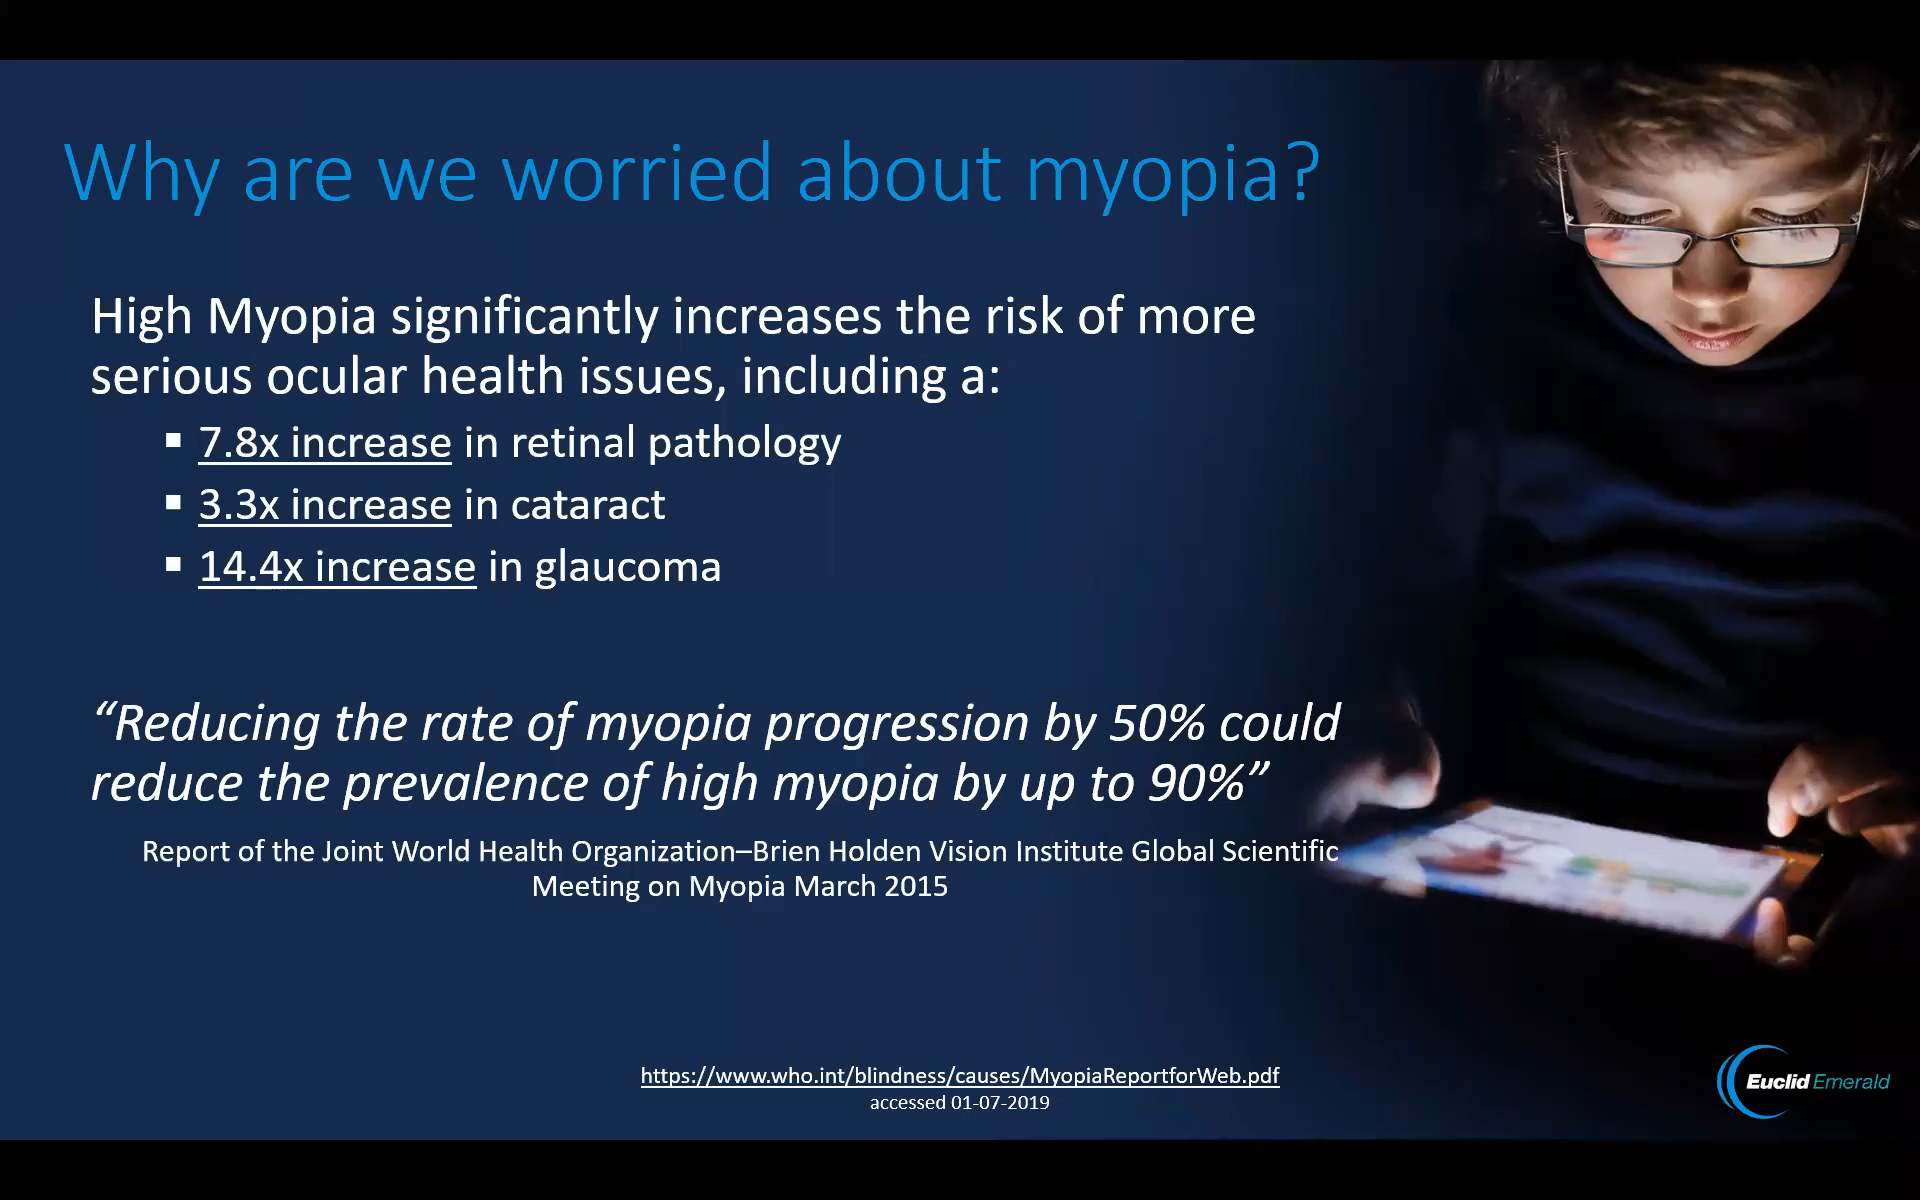 Why are we worried about myopia?
High Myopia significantly increases the risk of more
serious ocular health issues, including a:
▪ 7.8x increase in retinal pathology
▪ 3.3x increase in cataract
▪ 14.4x increase in glaucoma
“Reducing the rate of myopia progression by 50% could
reduce the prevalence of high myopia by up to 90%”
Report of the Joint World Health Organization–Brien Holden Vision Institute Global Scientific
Meeting on Myopia March 2015
https://www.who.int/blindness/causes/MyopiaReportforWeb.pdf
accessed 01-07-2019
Euclid Emerald